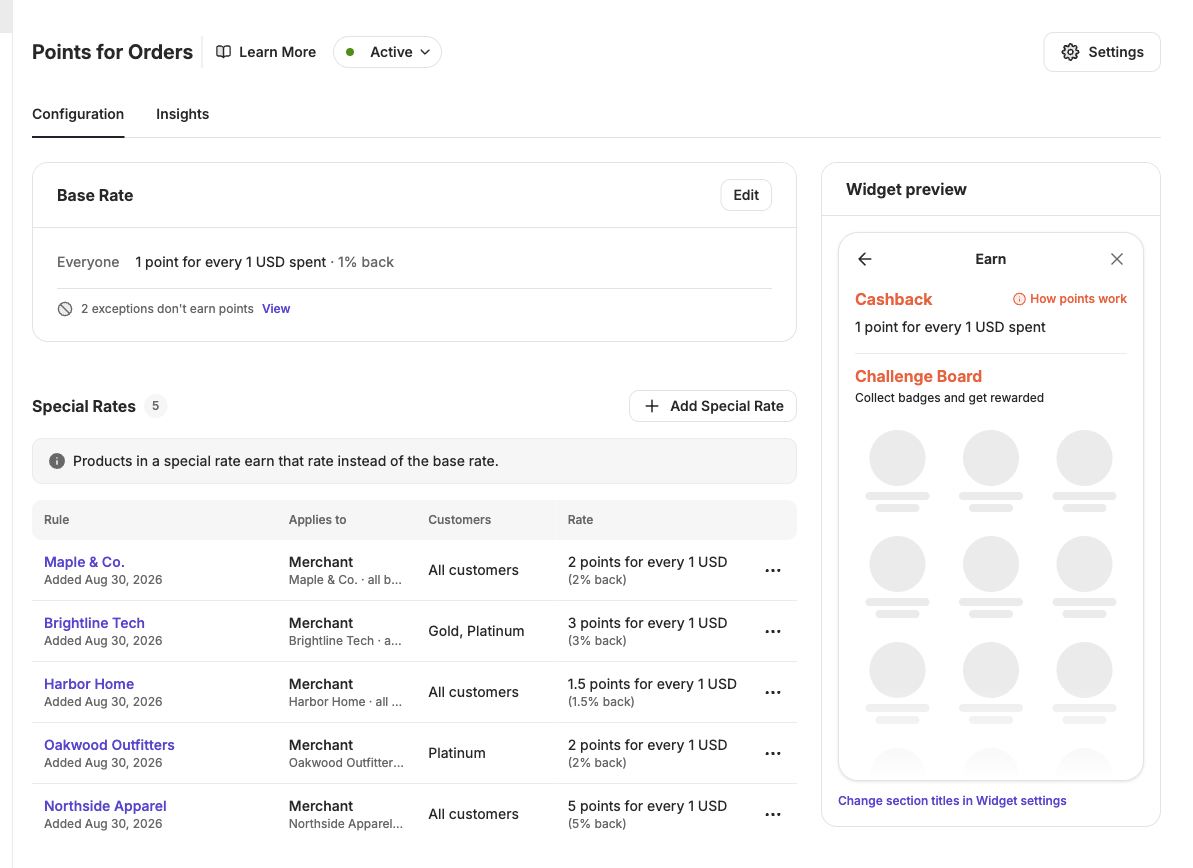 Points for Orders
Learn More
Active
Settings
Configuration
Insights
Base Rate
Edit
Everyone 1 point for every 1 USD spent · 1% back
2 exceptions don't earn points View
Special Rates 5
Add Special Rate
Products in a special rate earn that rate instead of the base rate.
Rule Applies to Customers Rate
Maple & Co. Merchant All customers 2 points for every 1 USD
Added Aug 30, 2026 Maple & Co. · all b... (2% back)
Brightline Tech Merchant Gold, Platinum 3 points for every 1 USD
Added Aug 30, 2026 Brightline Tech · a... (3% back)
Harbor Home Merchant All customers 1.5 points for every 1 USD
Added Aug 30, 2026 Harbor Home · all ... (1.5% back)
Oakwood Outfitters Merchant Platinum 2 points for every 1 USD
Added Aug 30, 2026 Oakwood Outfitter... (2% back)
Northside Apparel Merchant All customers 5 points for every 1 USD
Added Aug 30, 2026 Northside Apparel... (5% back)
Widget preview
Earn
Cashback
How points work
1 point for every 1 USD spent
Challenge Board
Collect badges and get rewarded
Change section titles in Widget settings